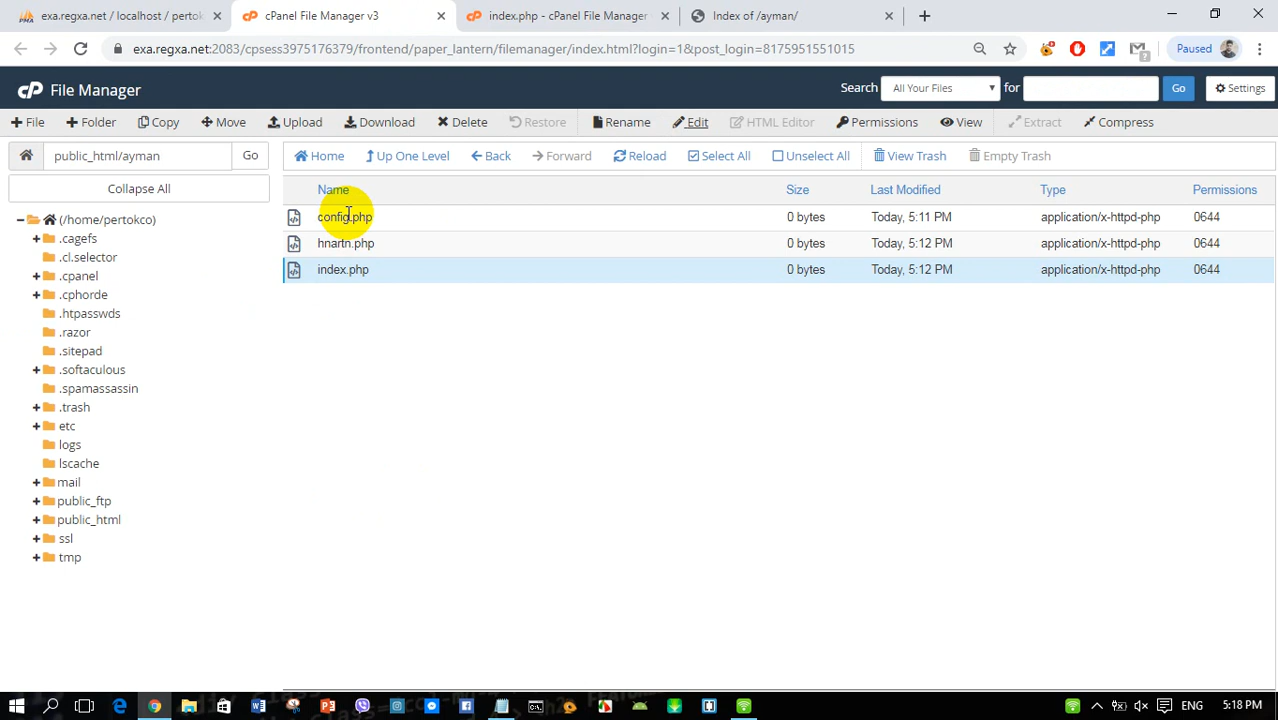 exa.regxa.net / localhost / pertok
cPanel File Manager v3
index.php - cPanel File Manager
Index of /ayman/
exa.regxa.net:2083/cpsess3975176379/frontend/paper_lantern/filemanager/index.html?login=1&post_login=8175951551015
Paused
cP File Manager
Search All Your Files for Go Settings
File Folder Copy Move Upload Download Delete Restore Rename Edit HTML Editor Permissions View Extract Compress
public_html/ayman Go Home Up One Level Back Forward Reload Select All Unselect All View Trash Empty Trash
Collapse All
Name Size Last Modified Type Permissions
config.php 0 bytes Today, 5:11 PM application/x-httpd-php 0644
hnartn.php 0 bytes Today, 5:12 PM application/x-httpd-php 0644
index.php 0 bytes Today, 5:12 PM application/x-httpd-php 0644
(/home/pertokco)
.cagefs
.cl.selector
.cpanel
.cphorde
.htpasswds
.razor
.sitepad
.softaculous
.spamassassin
.trash
etc
logs
lscache
mail
public_ftp
public_html
ssl
tmp
ENG 5:18 PM